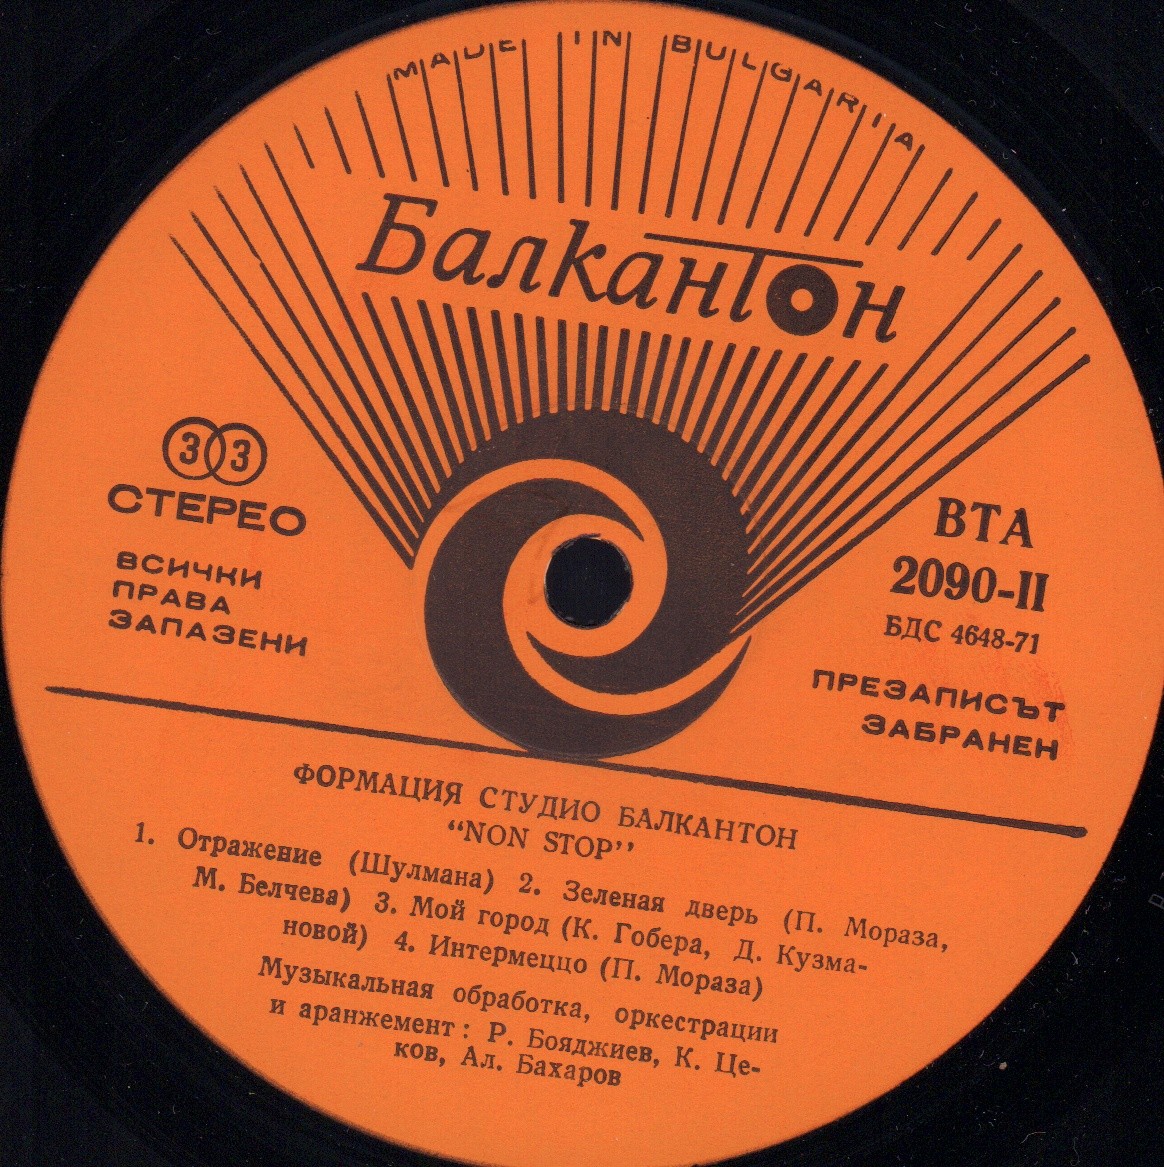 MADE IN BULGARIA
Балкантон
33
СТЕРЕО
ВСИЧКИ
ПРАВА
ЗАПАЗЕНИ
ВТА
2090-II
БДС 4648-71
ПРЕЗАПИСЪТ
ЗАБРАНЕН
ФОРМАЦИЯ СТУДИО БАЛКАНТОН
“NON STOP”
1. Отражение (Шулмана) 2. Зеленая дверь (П. Мораза,
М. Белчева) 3. Мой город (К. Гобера, Д. Кузма-
новой) 4. Интермеццо (П. Мораза)
Музыкальная обработка, оркестрации
и аранжемент: Р. Бояджиев, К. Це-
ков, Ал. Бахаров